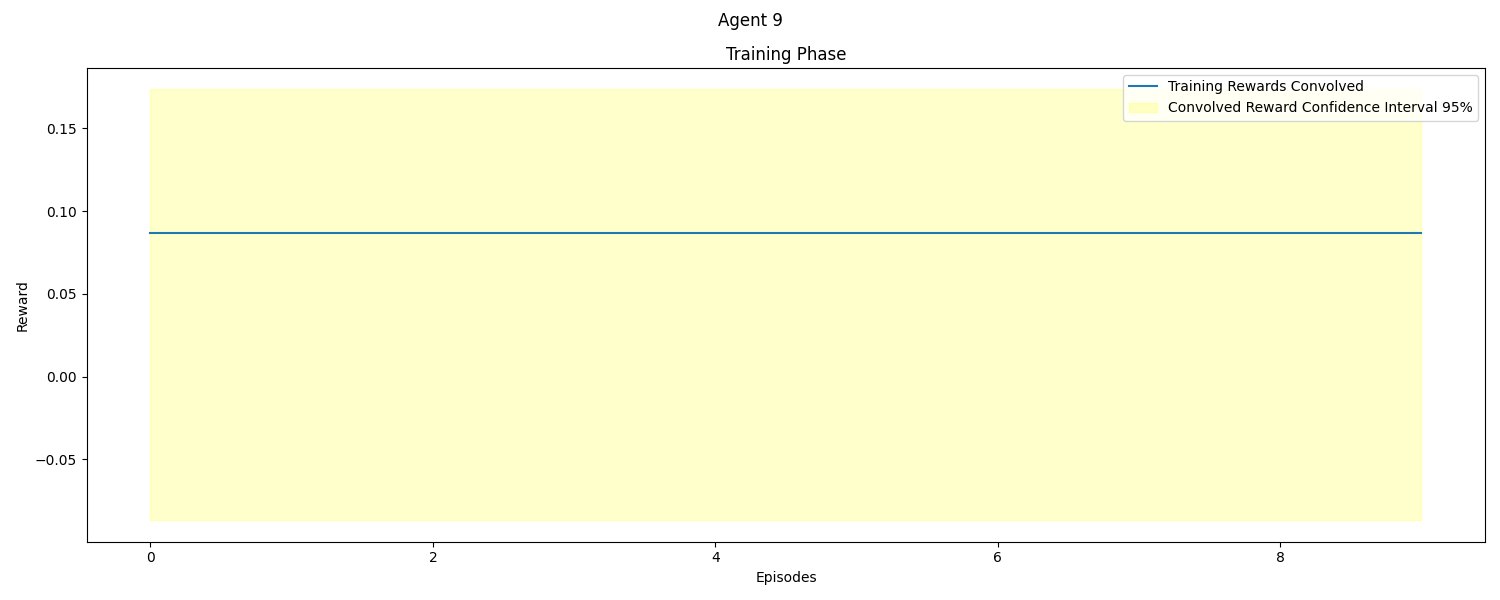 Agent 9
Training Phase
Training Rewards Convolved
Convolved Reward Confidence Interval 95%
0.15
0.10
0.05
0.00
−0.05
Reward
0 2 4 6 8
Episodes